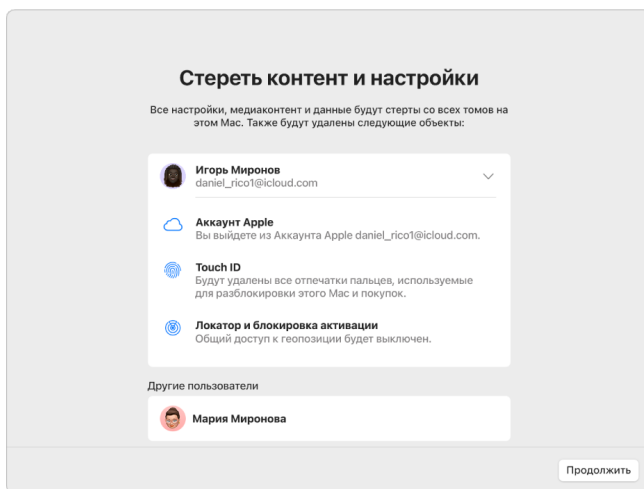 Стереть контент и настройки
Все настройки, медиаконтент и данные будут стерты со всех томов на
этом Mac. Также будут удалены следующие объекты:
Игорь Миронов
daniel_rico1@icloud.com
Аккаунт Apple
Вы выйдете из Аккаунта Apple daniel_rico1@icloud.com.
Touch ID
Будут удалены все отпечатки пальцев, используемые
для разблокировки этого Mac и покупок.
Локатор и блокировка активации
Общий доступ к геопозиции будет выключен.
Другие пользователи
Мария Миронова
Продолжить